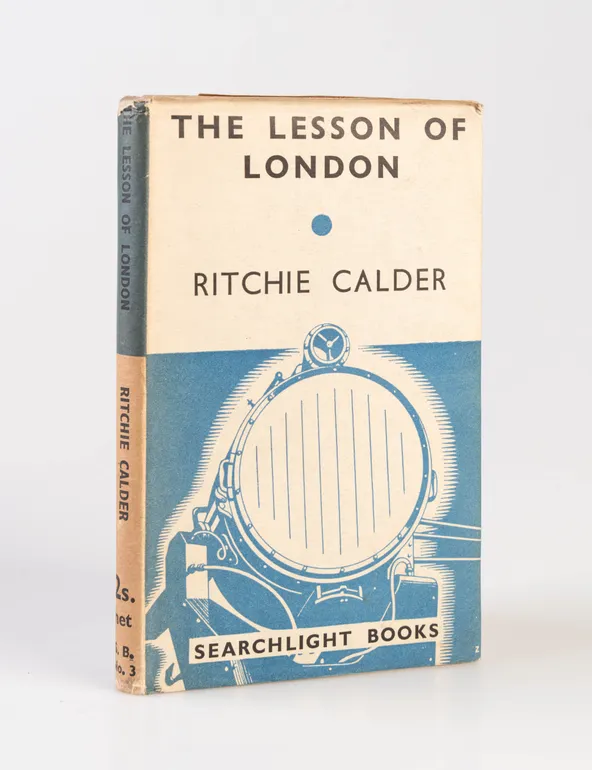 THE LESSON OF
LONDON
RITCHIE CALDER
SEARCHLIGHT BOOKS
Z
THE LESSON OF LONDON
RITCHIE CALDER
2s.
net
S. B.
No. 3